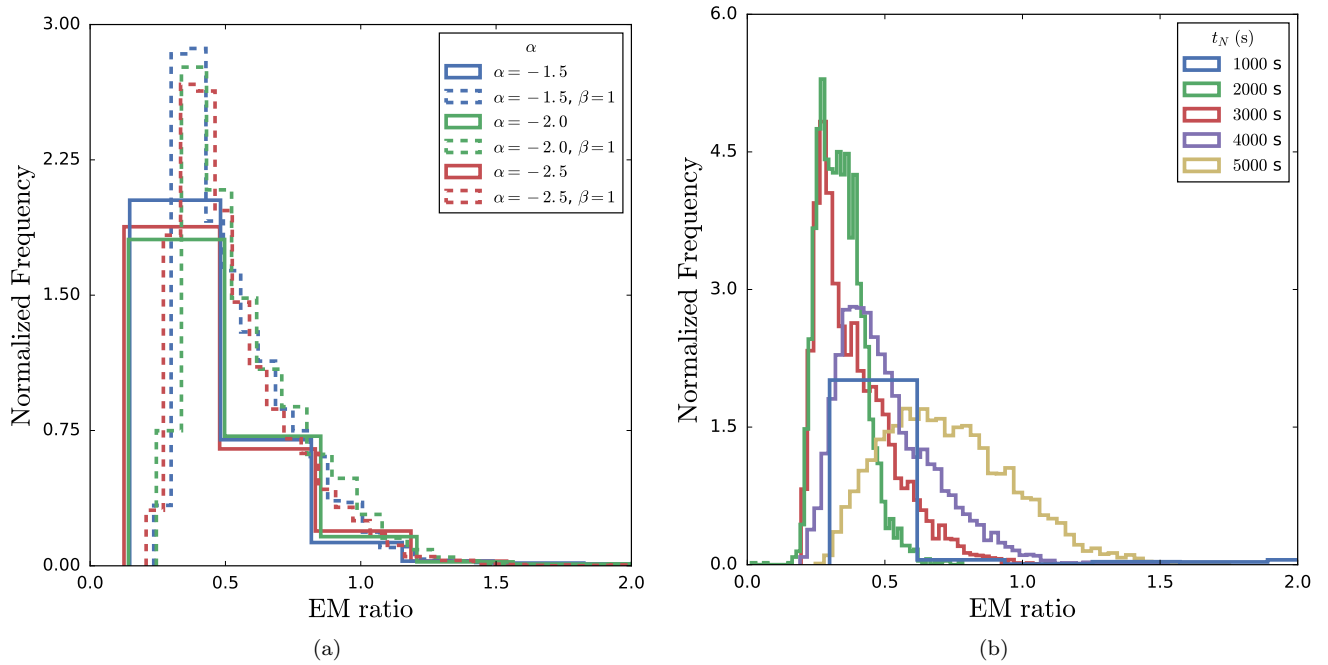 3.00
2.25
1.50
0.75
0.00
Normalized Frequency
0.0 0.5 1.0 1.5 2.0
EM ratio
α
α = −1.5
α = −1.5, β = 1
α = −2.0
α = −2.0, β = 1
α = −2.5
α = −2.5, β = 1
(a)
6.0
4.5
3.0
1.5
0.0
Normalized Frequency
0.0 0.5 1.0 1.5 2.0
EM ratio
t_N (s)
1000 s
2000 s
3000 s
4000 s
5000 s
(b)